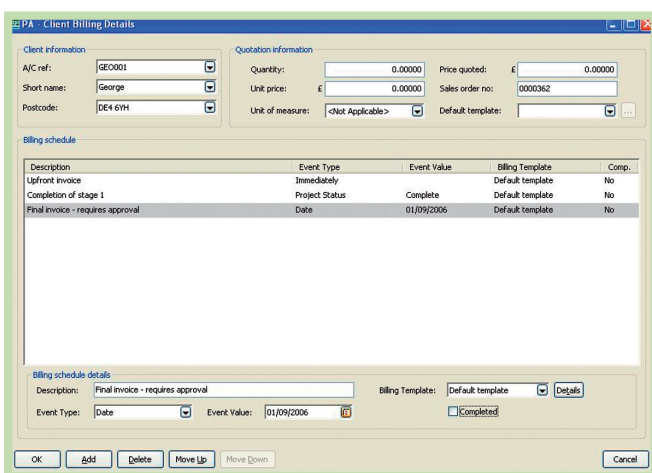 PA - Client Billing Details
Client information
Quotation information
A/C ref: GEO001
Quantity: 0.00000 Price quoted: £ 0.00000
Short name: George
Unit price: £ 0.00000 Sales order no: 0000362
Postcode: DE4 6YH
Unit of measure: <Not Applicable> Default template: ...
Billing schedule
Description Event Type Event Value Billing Template Comp.
Upfront invoice Immediately Default template No
Completion of stage 1 Project Status Complete Default template No
Final invoice - requires approval Date 01/09/2006 Default template No
Billing schedule details
Description: Final invoice - requires approval Billing Template: Default template Details
Event Type: Date Event Value: 01/09/2006 Completed
OK Add Delete Move Up Move Down Cancel